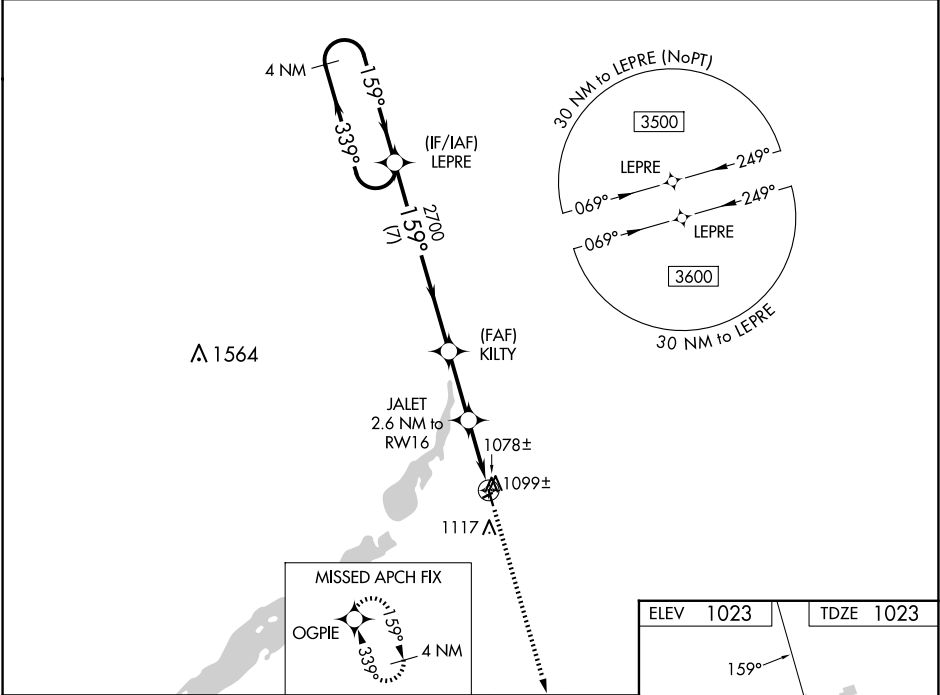 4 NM
159°
339°
(IF/IAF)
LEPRE
2700
159°
(7)
30 NM to LEPRE (NoPT)
3500
LEPRE
249°
069°
249°
069°
LEPRE
3600
30 NM to LEPRE
(FAF)
KILTY
1564
JALET
2.6 NM to
RW16
1078±
1099±
1117
MISSED APCH FIX
OGPIE
159°
339°
4 NM
ELEV 1023
TDZE 1023
159°